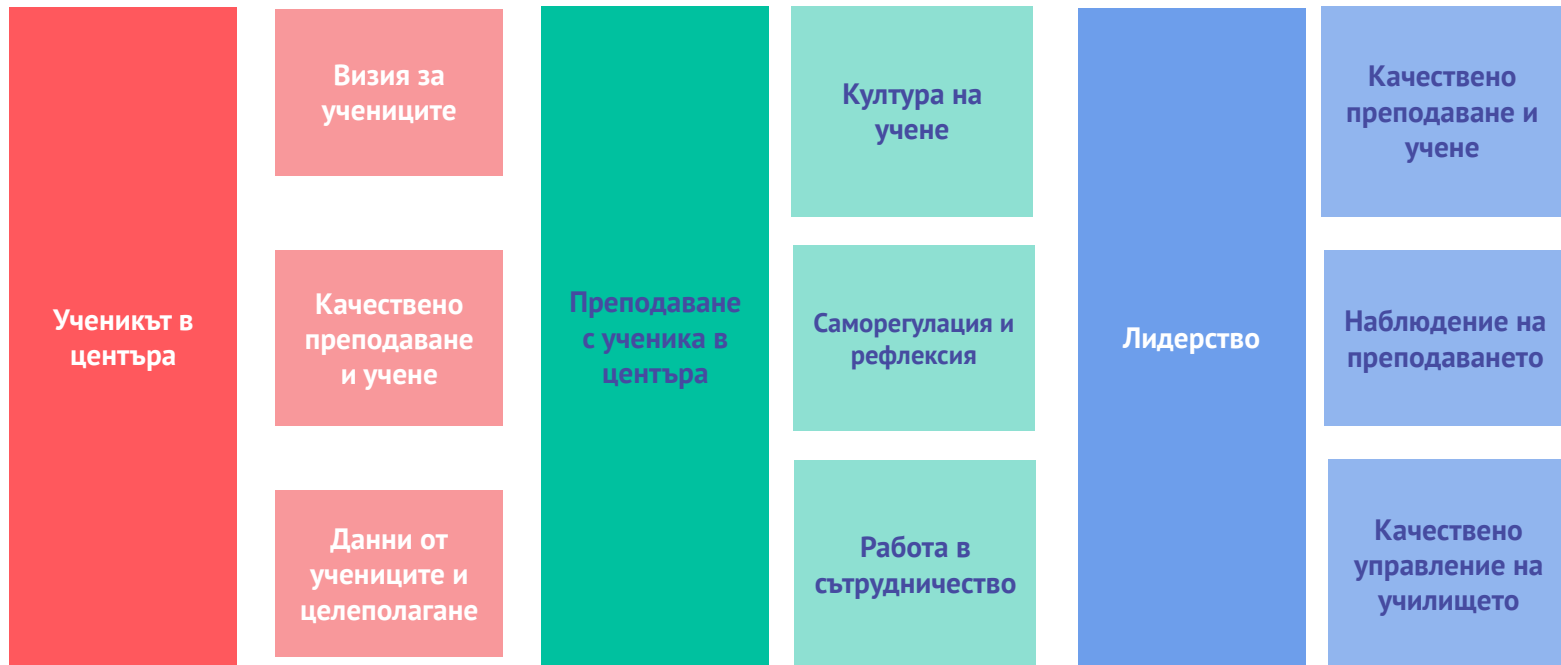 Ученикът в
центъра
Визия за
учениците
Качествено
преподаване
и учене
Данни от
учениците и
целеполагане
Преподаване
с ученика в
центъра
Култура на
учене
Саморегулация и
рефлексия
Работа в
сътрудничество
Лидерство
Качествено
преподаване и
учене
Наблюдение на
преподаването
Качествено
управление на
училището